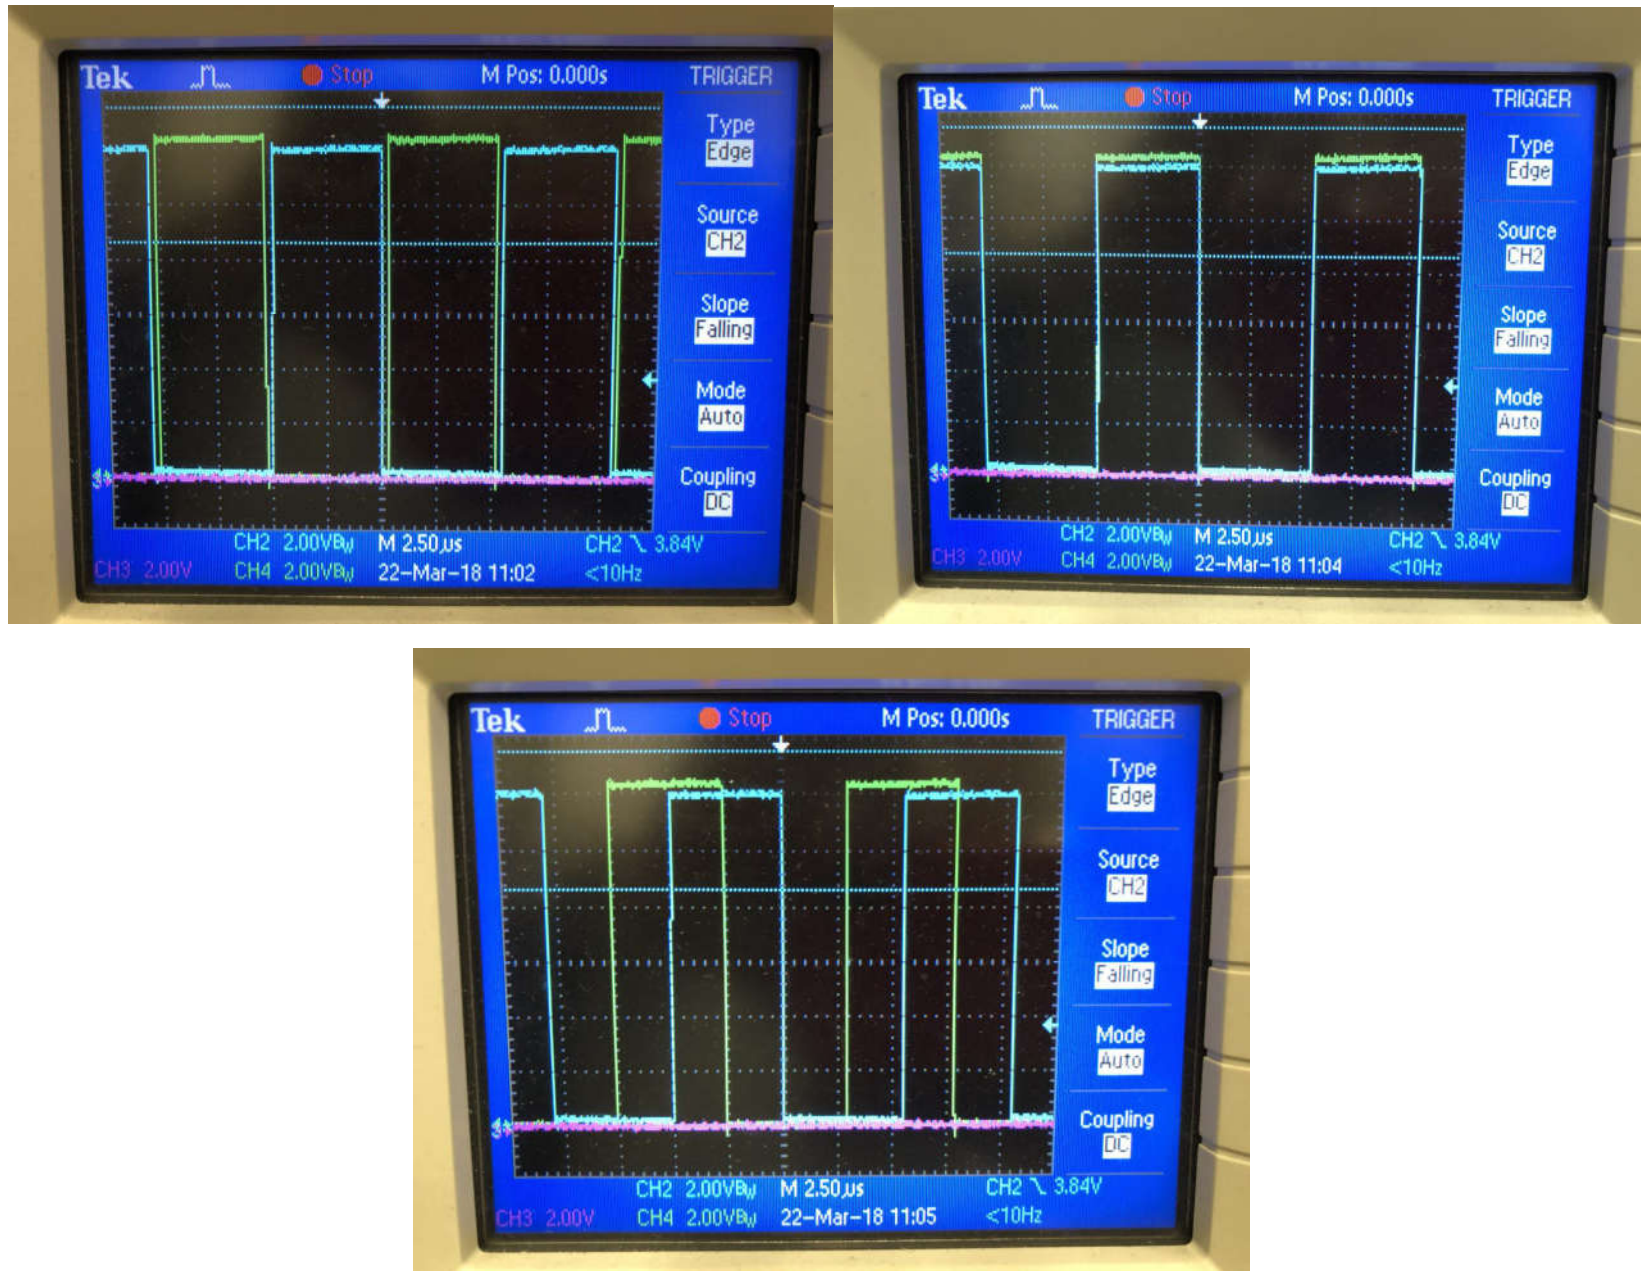 Tek Stop M Pos: 0.000s TRIGGER
Type
Edge
Source
CH2
Slope
Falling
Mode
Auto
Coupling
DC
3
CH2 2.00VBW M 2.50µs CH2 3.84V
CH3 2.00V CH4 2.00VBW 22-Mar-18 11:02 <10Hz
Tek Stop M Pos: 0.000s TRIGGER
Type
Edge
Source
CH2
Slope
Falling
Mode
Auto
Coupling
DC
3
CH2 2.00VBW M 2.50µs CH2 3.84V
CH3 2.00V CH4 2.00VBW 22-Mar-18 11:04 <10Hz
Tek Stop M Pos: 0.000s TRIGGER
Type
Edge
Source
CH2
Slope
Falling
Mode
Auto
Coupling
DC
3
CH2 2.00VBW M 2.50µs CH2 3.84V
CH3 2.00V CH4 2.00VBW 22-Mar-18 11:05 <10Hz